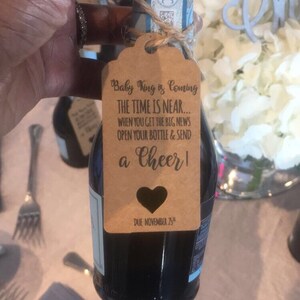 Baby King is Coming
THE TIME IS NEAR...
WHEN YOU GET THE BIG NEWS
OPEN YOUR BOTTLE & SEND
a Cheer!
DUE: NOVEMBER 25th